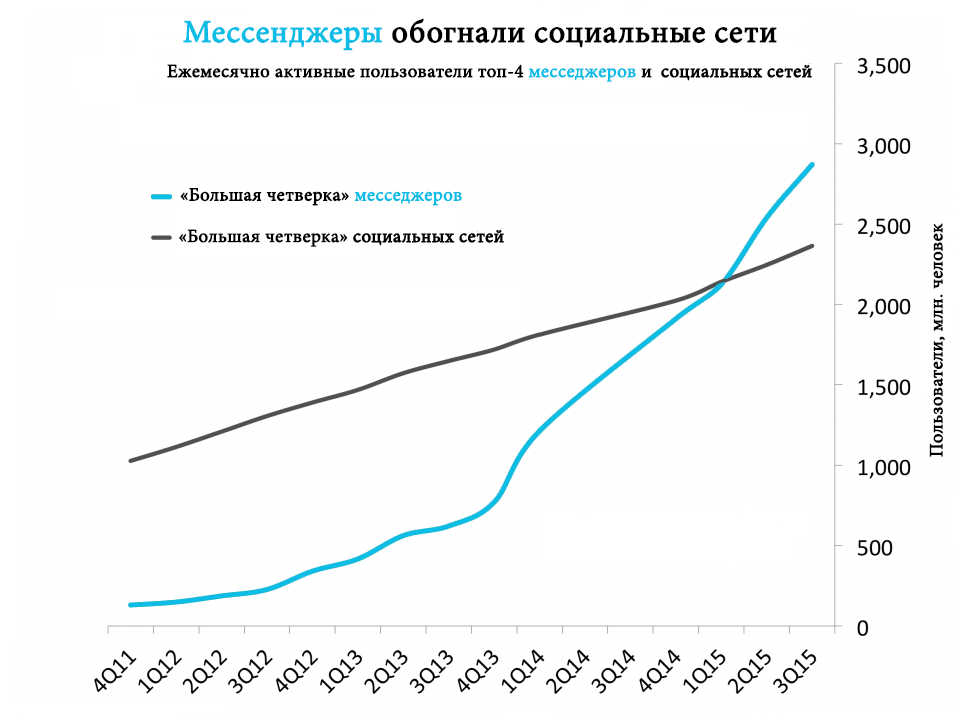 Мессенджеры обогнали социальные сети
Ежемесячно активные пользователи топ-4 месседжеров и социальных сетей
«Большая четверка» месседжеров
«Большая четверка» социальных сетей
3,500
3,000
2,500
2,000
1,500
1,000
500
0
Пользователи, млн. человек
4Q11
1Q12
2Q12
3Q12
4Q12
1Q13
2Q13
3Q13
4Q13
1Q14
2Q14
3Q14
4Q14
1Q15
2Q15
3Q15